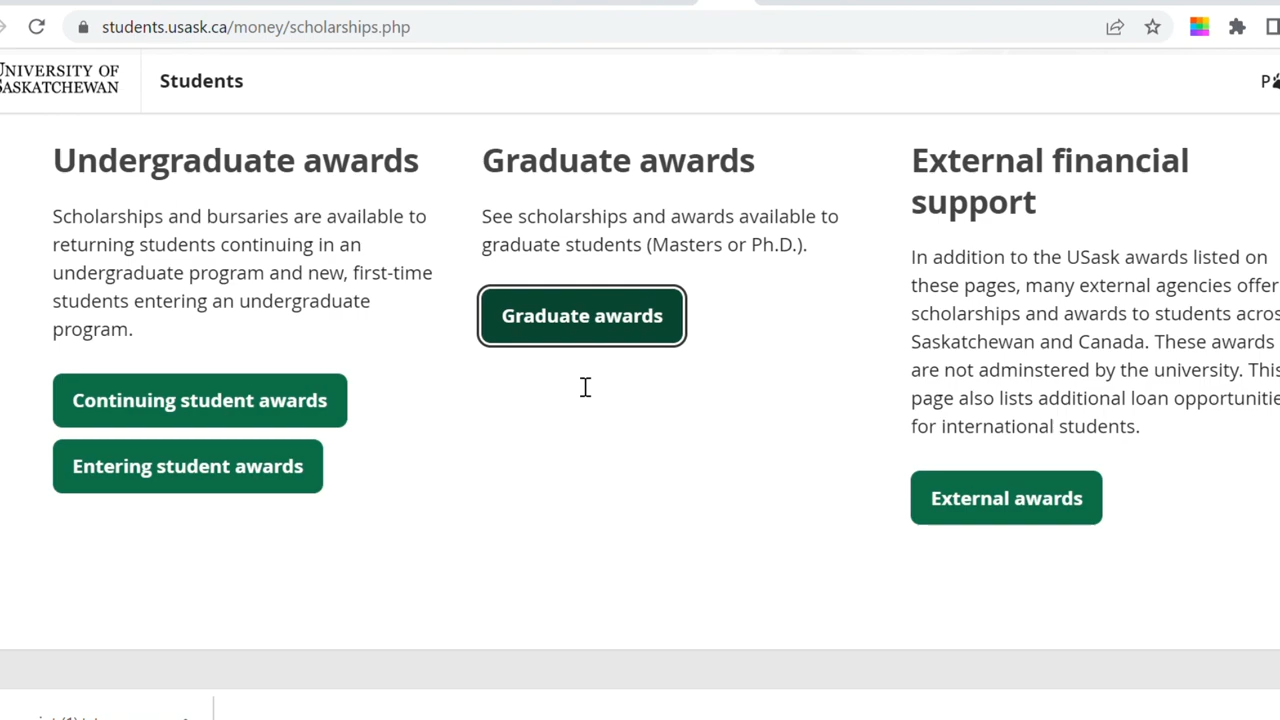 students.usask.ca/money/scholarships.php
UNIVERSITY OF
SASKATCHEWAN
Students
Undergraduate awards
Scholarships and bursaries are available to
returning students continuing in an
undergraduate program and new, first-time
students entering an undergraduate
program.
Continuing student awards
Entering student awards
Graduate awards
See scholarships and awards available to
graduate students (Masters or Ph.D.).
Graduate awards
External financial
support
In addition to the USask awards listed on
these pages, many external agencies offer
scholarships and awards to students acros
Saskatchewan and Canada. These awards
are not adminstered by the university. This
page also lists additional loan opportunitie
for international students.
External awards